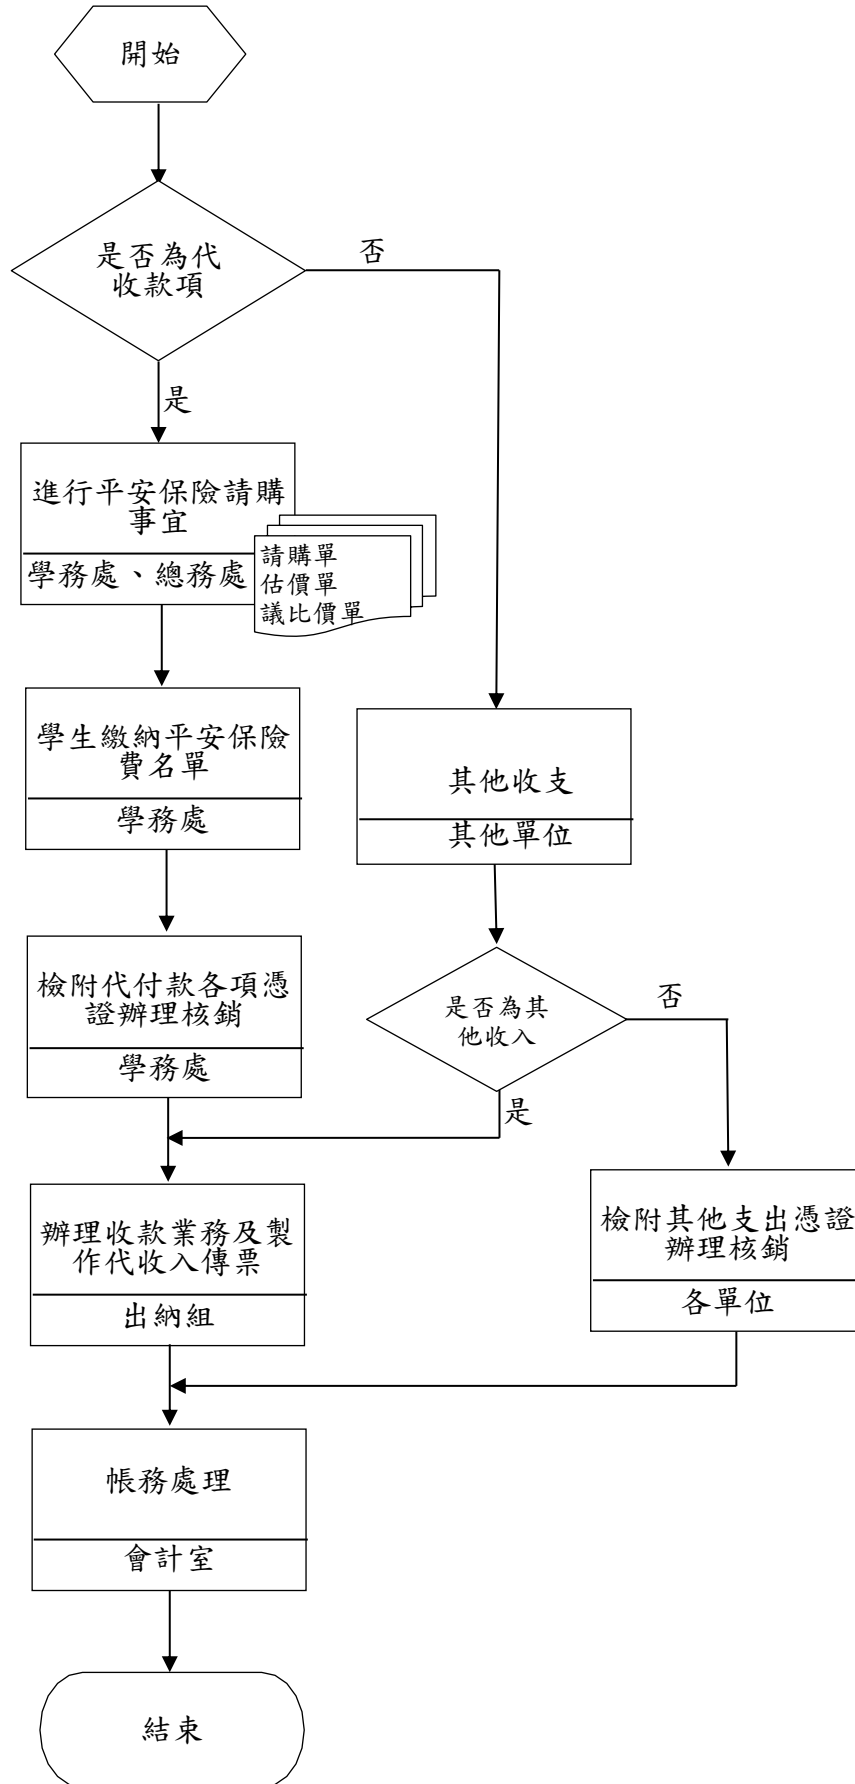 開始
是否為代
收款項
否
是
進行平安保險請購
事宜
學務處、總務處
請購單
估價單
議比價單
學生繳納平安保險
費名單
學務處
其他收支
其他單位
檢附代付款各項憑
證辦理核銷
學務處
是否為其
他收入
否
是
辦理收款業務及製
作代收入傳票
出納組
檢附其他支出憑證
辦理核銷
各單位
帳務處理
會計室
結束